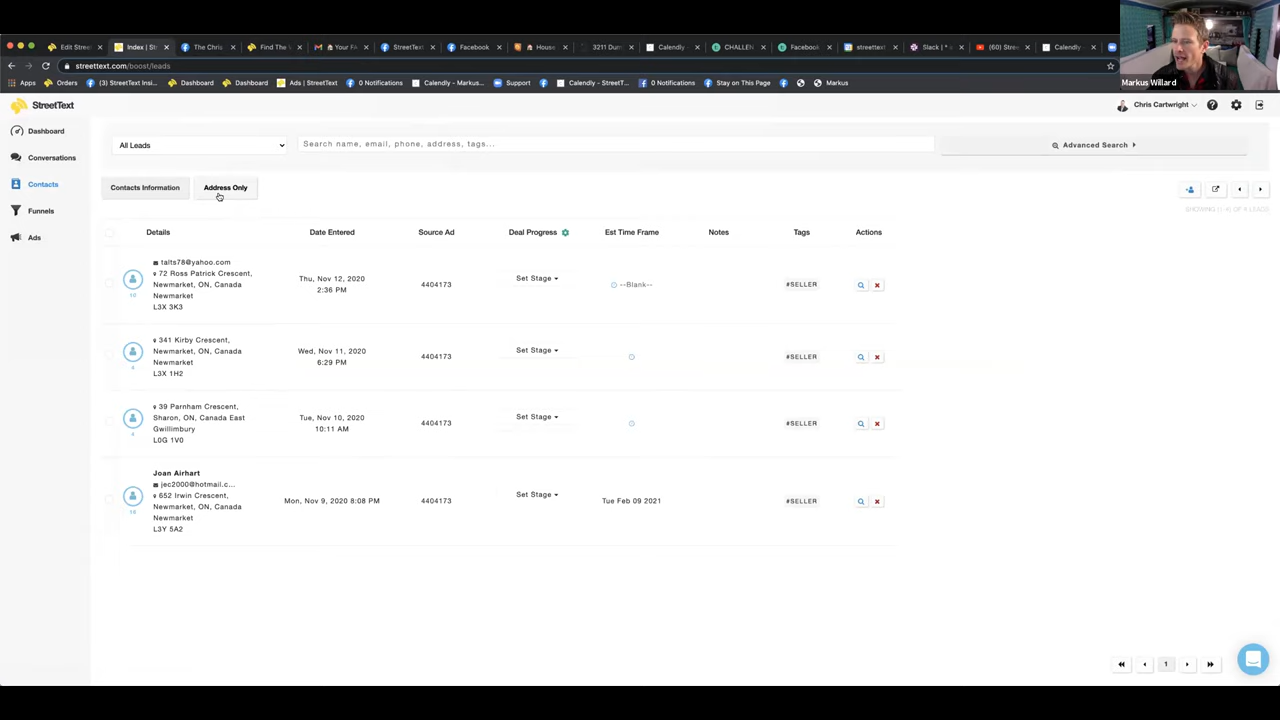 Edit Street
Index | St
The Chris
Find The V
Your FA
StreetText
Facebook
House
3211 Dum
Calendly
CHALLEN
Facebook
streettext
Slack | *
(60) Stree
Calendly
streettext.com/boost/leads
Markus Willard
Apps
Orders
(3) StreetText Insi...
Dashboard
Dashboard
Ads | StreetText
0 Notifications
Calendly - Markus...
Support
Calendly - StreetT...
0 Notifications
Stay on This Page
Markus
StreetText
Chris Cartwright
Dashboard
Conversations
Contacts
Funnels
Ads
All Leads
Search name, email, phone, address, tags...
Advanced Search
Contacts Information
Address Only
Details
Date Entered
Source Ad
Deal Progress
Est Time Frame
Notes
Tags
Actions
talts78@yahoo.com
72 Ross Patrick Crescent,
Newmarket, ON, Canada
Newmarket
L3X 3K3
10
Thu, Nov 12, 2020
2:36 PM
4404173
Set Stage
--Blank--
#SELLER
341 Kirby Crescent,
Newmarket, ON, Canada
Newmarket
L3X 1H2
Wed, Nov 11, 2020
6:29 PM
4404173
Set Stage
#SELLER
39 Parnham Crescent,
Sharon, ON, Canada East
Gwillimbury
L0G 1V0
Tue, Nov 10, 2020
10:11 AM
4404173
Set Stage
#SELLER
Joan Airhart
jec2000@hotmail.c...
652 Irwin Crescent,
Newmarket, ON, Canada
Newmarket
L3Y 5A2
Mon, Nov 9, 2020 8:08 PM
4404173
Set Stage
Tue Feb 09 2021
#SELLER
1